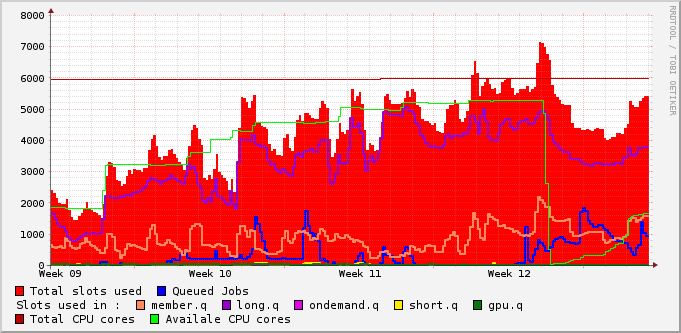 RRDTOOL / TOBI OETIKER
8000
7000
6000
5000
4000
3000
2000
1000
0
Week 09 Week 10 Week 11 Week 12
Total slots used Queued Jobs
Slots used in : member.q long.q ondemand.q short.q gpu.q
Total CPU cores Availale CPU cores